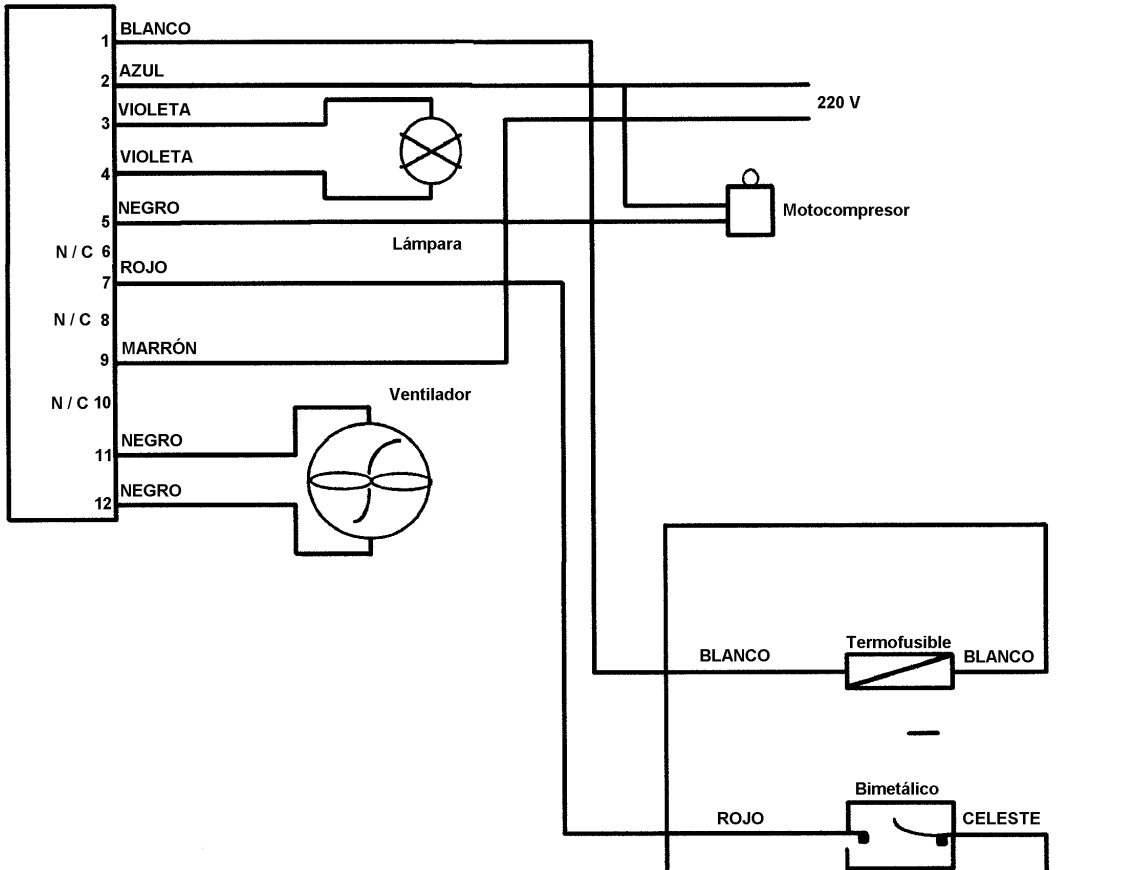 BLANCO
1
AZUL
2
220 V
VIOLETA
3
VIOLETA
4
NEGRO
5
Motocompresor
Lámpara
N / C 6
ROJO
7
N / C 8
MARRÓN
9
Ventilador
N / C 10
NEGRO
11
NEGRO
12
Termofusible
BLANCO
BLANCO
Bimetálico
ROJO
CELESTE